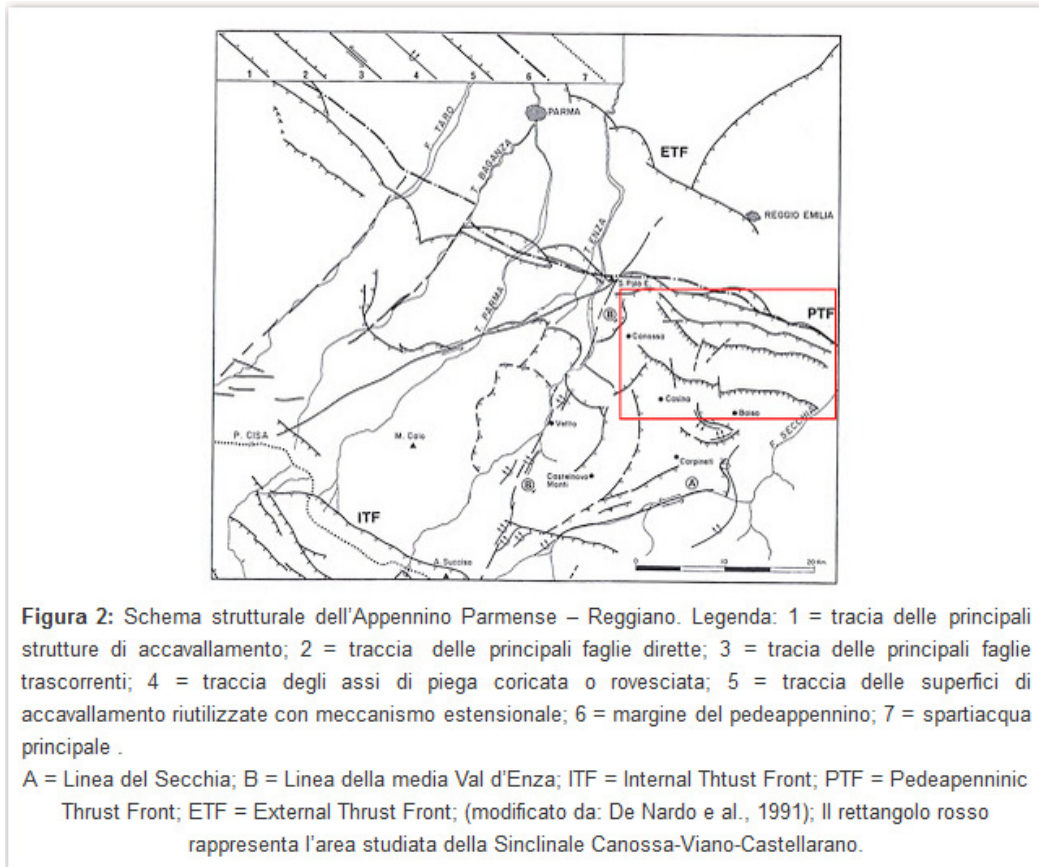 1 2 3 4 5 6 7
PARMA
F. TARO
T. BAGANZA
ETF
REGGIO EMILIA
T. ENZA
S. Polo E.
PTF
B
Canossa
T. PARMA
Casina
Baiso
F. SECCHIA
P. CISA
M. Caio
Vetto
Carpineti
Castelnovo
Monti
A
B
ITF
A. Succiso
0 10 20 Km.
Figura 2: Schema strutturale dell'Appennino Parmense – Reggiano. Legenda: 1 = tracia delle principali
strutture di accavallamento; 2 = traccia delle principali faglie dirette; 3 = tracia delle principali faglie
trascorrenti; 4 = traccia degli assi di piega coricata o rovesciata; 5 = traccia delle superfici di
accavallamento riutilizzate con meccanismo estensionale; 6 = margine del pedeappennino; 7 = spartiacqua
principale .
A = Linea del Secchia; B = Linea della media Val d'Enza; ITF = Internal Thtust Front; PTF = Pedeapenninic
Thrust Front; ETF = External Thrust Front; (modificato da: De Nardo e al., 1991); Il rettangolo rosso
rappresenta l'area studiata della Sinclinale Canossa-Viano-Castellarano.